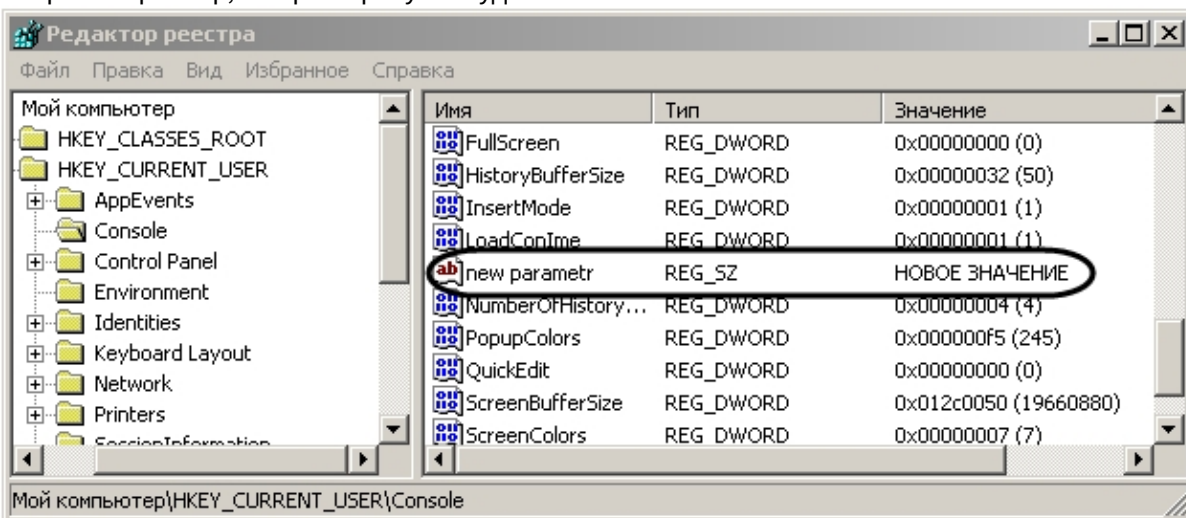 Редактор реестра
Файл Правка Вид Избранное Справка
Мой компьютер
HKEY_CLASSES_ROOT
HKEY_CURRENT_USER
AppEvents
Console
Control Panel
Environment
Identities
Keyboard Layout
Network
Printers
SessionInformation
Имя Тип Значение
FullScreen REG_DWORD 0x00000000 (0)
HistoryBufferSize REG_DWORD 0x00000032 (50)
InsertMode REG_DWORD 0x00000001 (1)
LoadConIme REG_DWORD 0x00000001 (1)
new parametr REG_SZ НОВОЕ ЗНАЧЕНИЕ
NumberOfHistory... REG_DWORD 0x00000004 (4)
PopupColors REG_DWORD 0x000000f5 (245)
QuickEdit REG_DWORD 0x00000000 (0)
ScreenBufferSize REG_DWORD 0x012c0050 (19660880)
ScreenColors REG_DWORD 0x00000007 (7)
Мой компьютер\HKEY_CURRENT_USER\Console